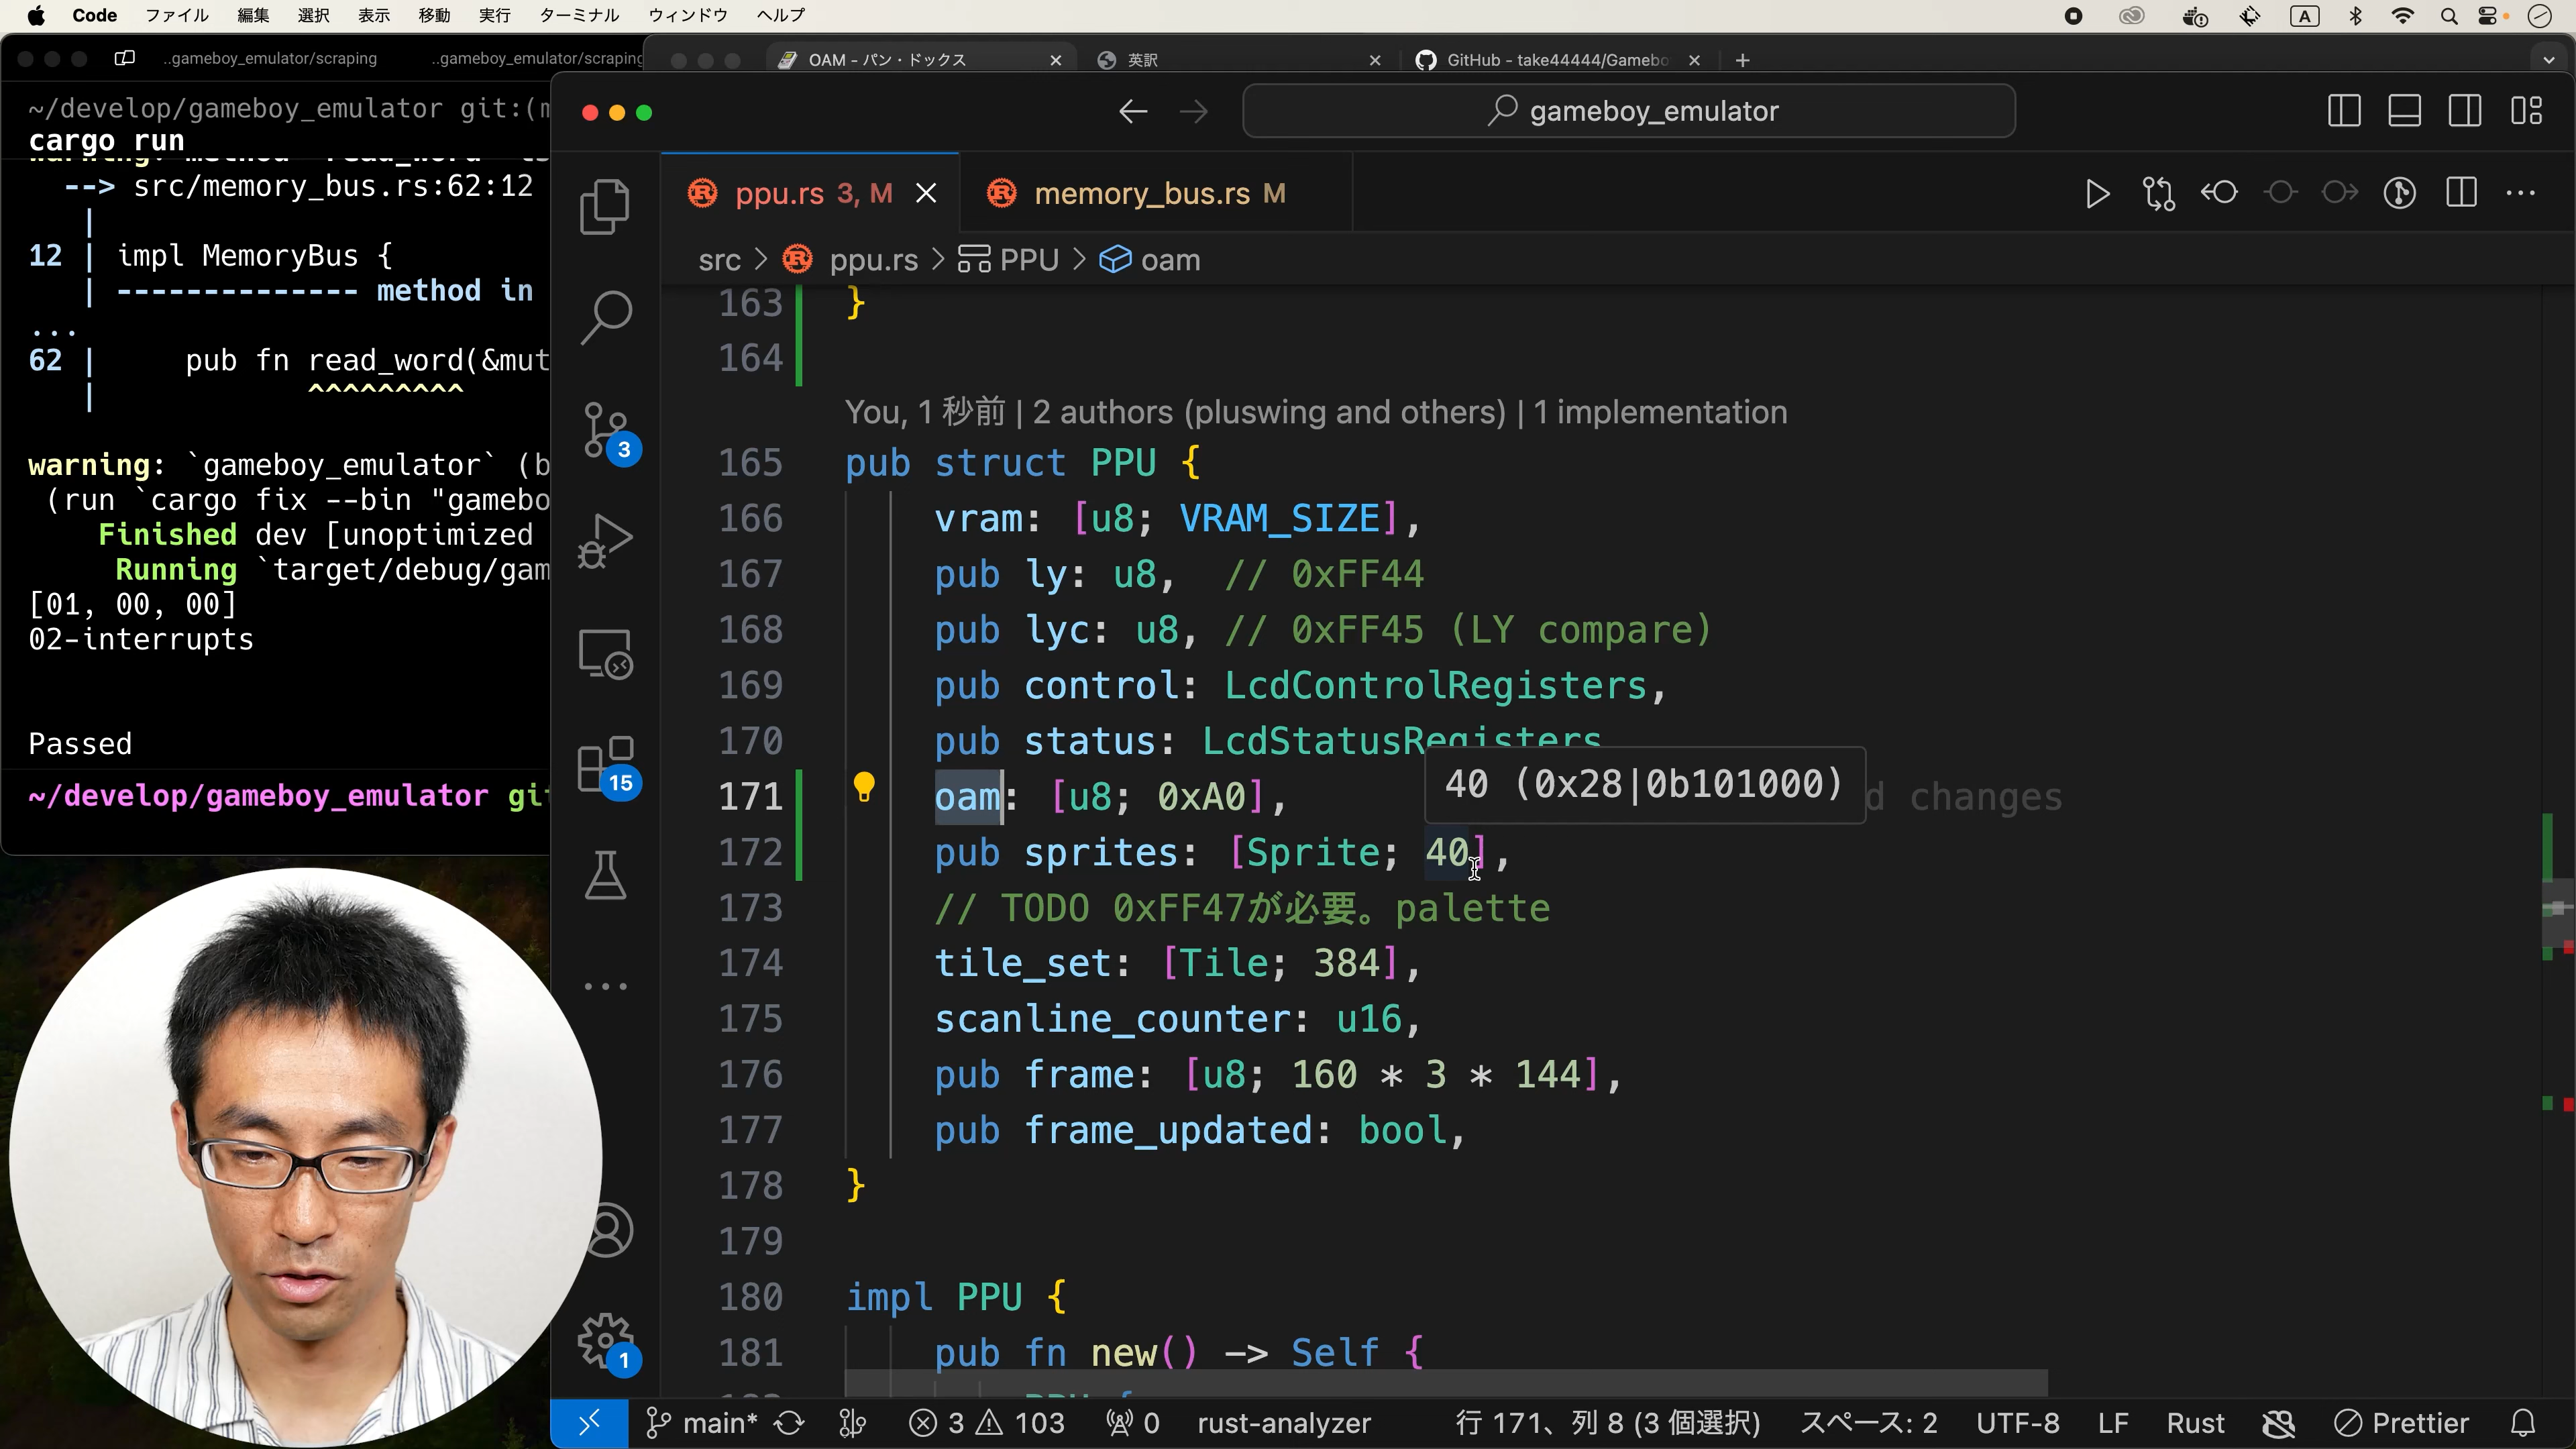 Code ファイル 編集 選択 表示 移動 実行 ターミナル ウィンドウ ヘルプ A
..gameboy_emulator/scraping ..gameboy_emulator/scraping
OAM - パン・ドックス 英訳 GitHub - take44444/Gamebo
~/develop/gameboy_emulator git:(m
cargo run
--> src/memory_bus.rs:62:12
|
12 | impl MemoryBus {
| -------------- method in
...
62 | pub fn read_word(&mut
| ^^^^^^^^^
warning: `gameboy_emulator` (b
(run `cargo fix --bin "gamebo
Finished dev [unoptimized
Running `target/debug/gam
[01, 00, 00]
02-interrupts
Passed
~/develop/gameboy_emulator git
gameboy_emulator
ppu.rs 3, M memory_bus.rs M
src > ppu.rs > PPU > oam
3
15
1
163 }
164
You, 1 秒前 | 2 authors (pluswing and others) | 1 implementation
165 pub struct PPU {
166 vram: [u8; VRAM_SIZE],
167 pub ly: u8, // 0xFF44
168 pub lyc: u8, // 0xFF45 (LY compare)
169 pub control: LcdControlRegisters,
170 pub status: LcdStatusRegisters
40 (0x28|0b101000)
171 oam: [u8; 0xA0], d changes
172 pub sprites: [Sprite; 40],
173 // TODO 0xFF47が必要。palette
174 tile_set: [Tile; 384],
175 scanline_counter: u16,
176 pub frame: [u8; 160 * 3 * 144],
177 pub frame_updated: bool,
178 }
179
180 impl PPU {
181 pub fn new() -> Self {
main* 3 103 0 rust-analyzer 行 171、列 8 (3 個選択) スペース: 2 UTF-8 LF Rust Prettier